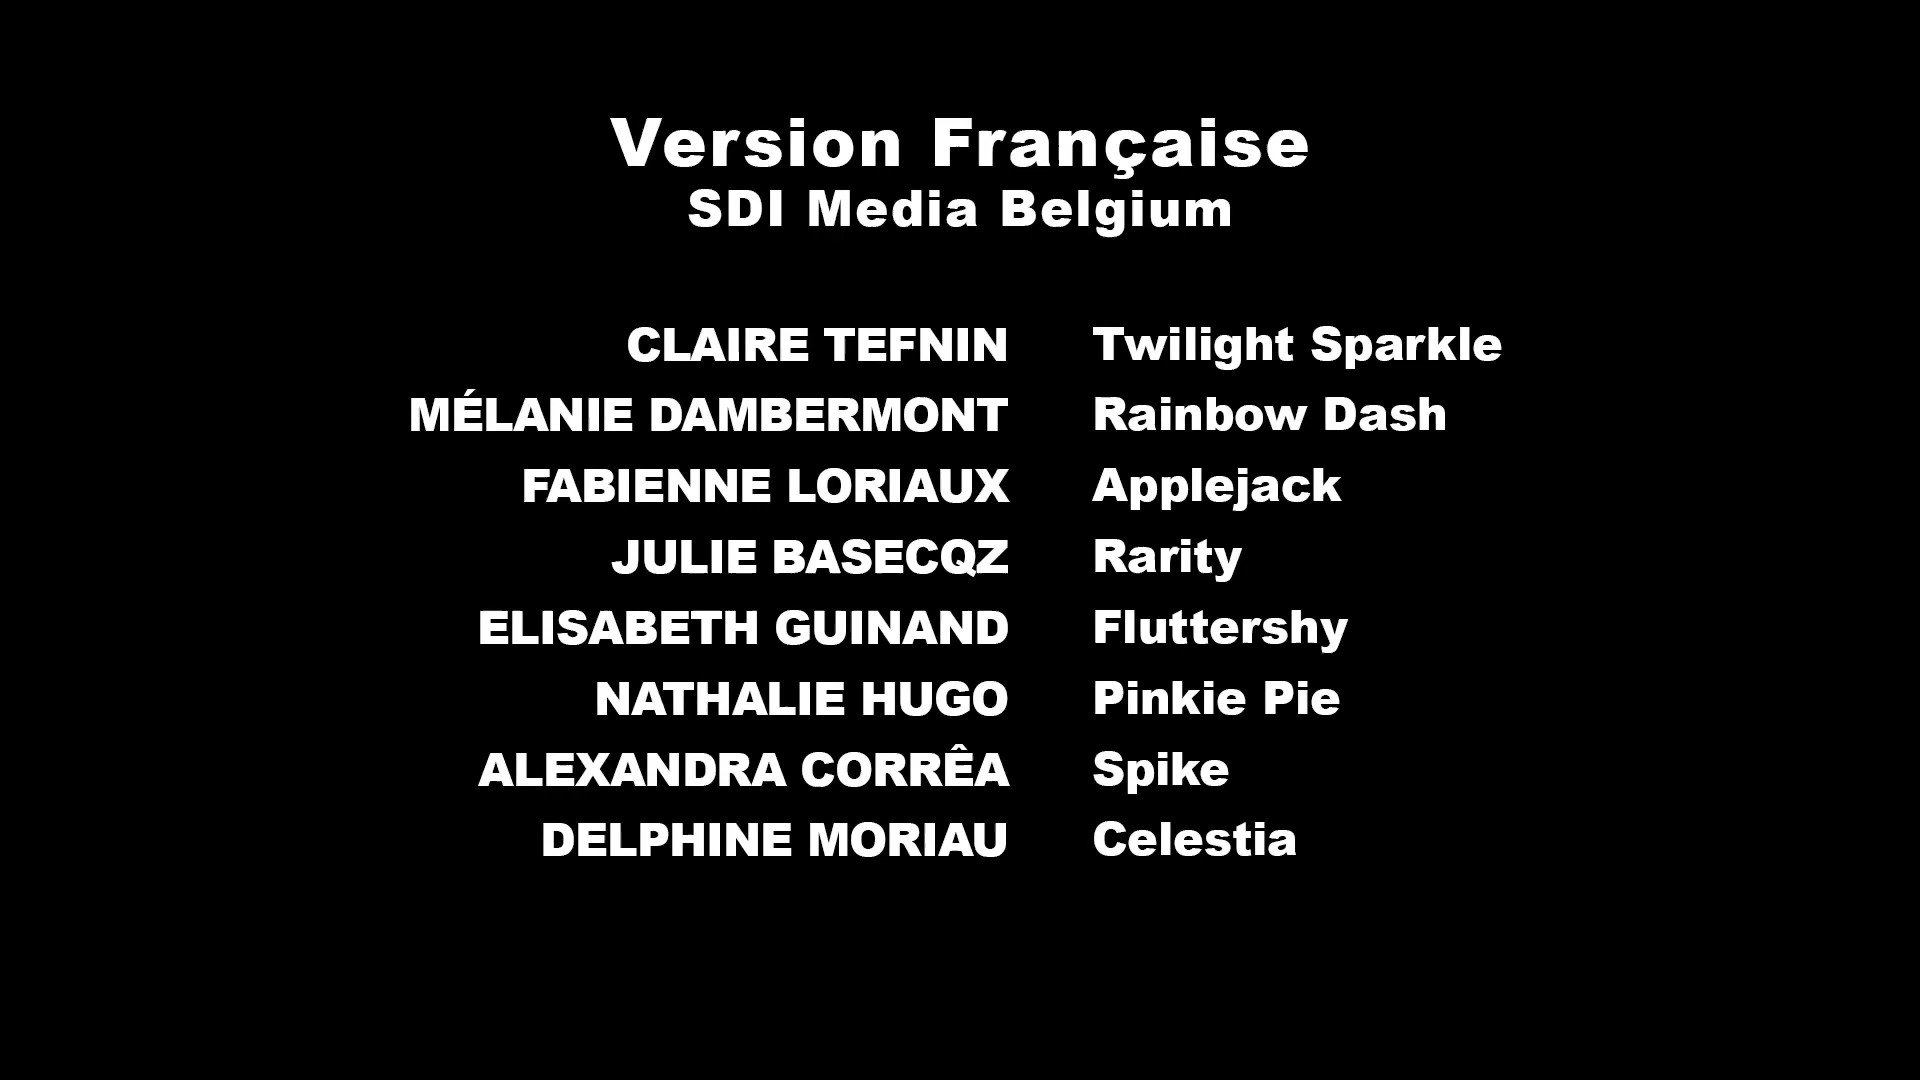 Version Française
SDI Media Belgium
CLAIRE TEFNIN Twilight Sparkle
MÉLANIE DAMBERMONT Rainbow Dash
FABIENNE LORIAUX Applejack
JULIE BASECQZ Rarity
ELISABETH GUINAND Fluttershy
NATHALIE HUGO Pinkie Pie
ALEXANDRA CORRÊA Spike
DELPHINE MORIAU Celestia